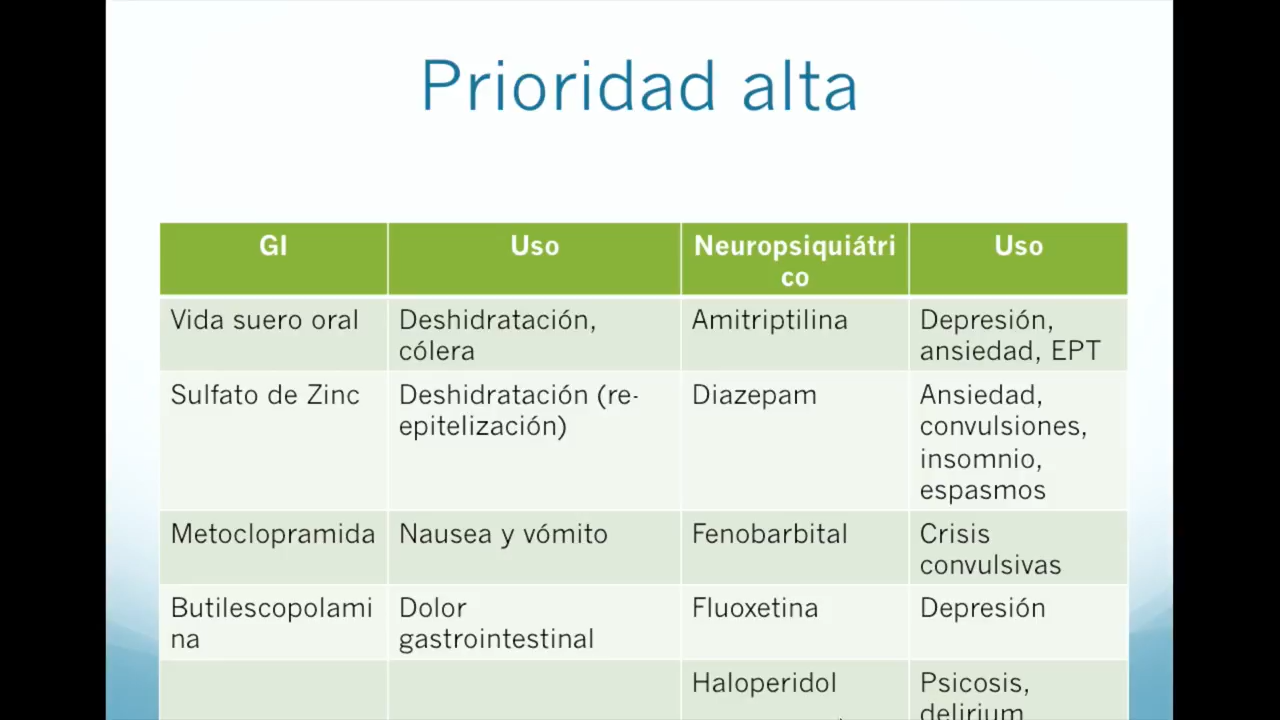 Prioridad alta
GI
Uso
Neuropsiquiátri
co
Uso
Vida suero oral
Deshidratación,
cólera
Amitriptilina
Depresión,
ansiedad, EPT
Sulfato de Zinc
Deshidratación (re-
epitelización)
Diazepam
Ansiedad,
convulsiones,
insomnio,
espasmos
Metoclopramida
Nausea y vómito
Fenobarbital
Crisis
convulsivas
Butilescopolami
na
Dolor
gastrointestinal
Fluoxetina
Depresión
Haloperidol
Psicosis,
delirium